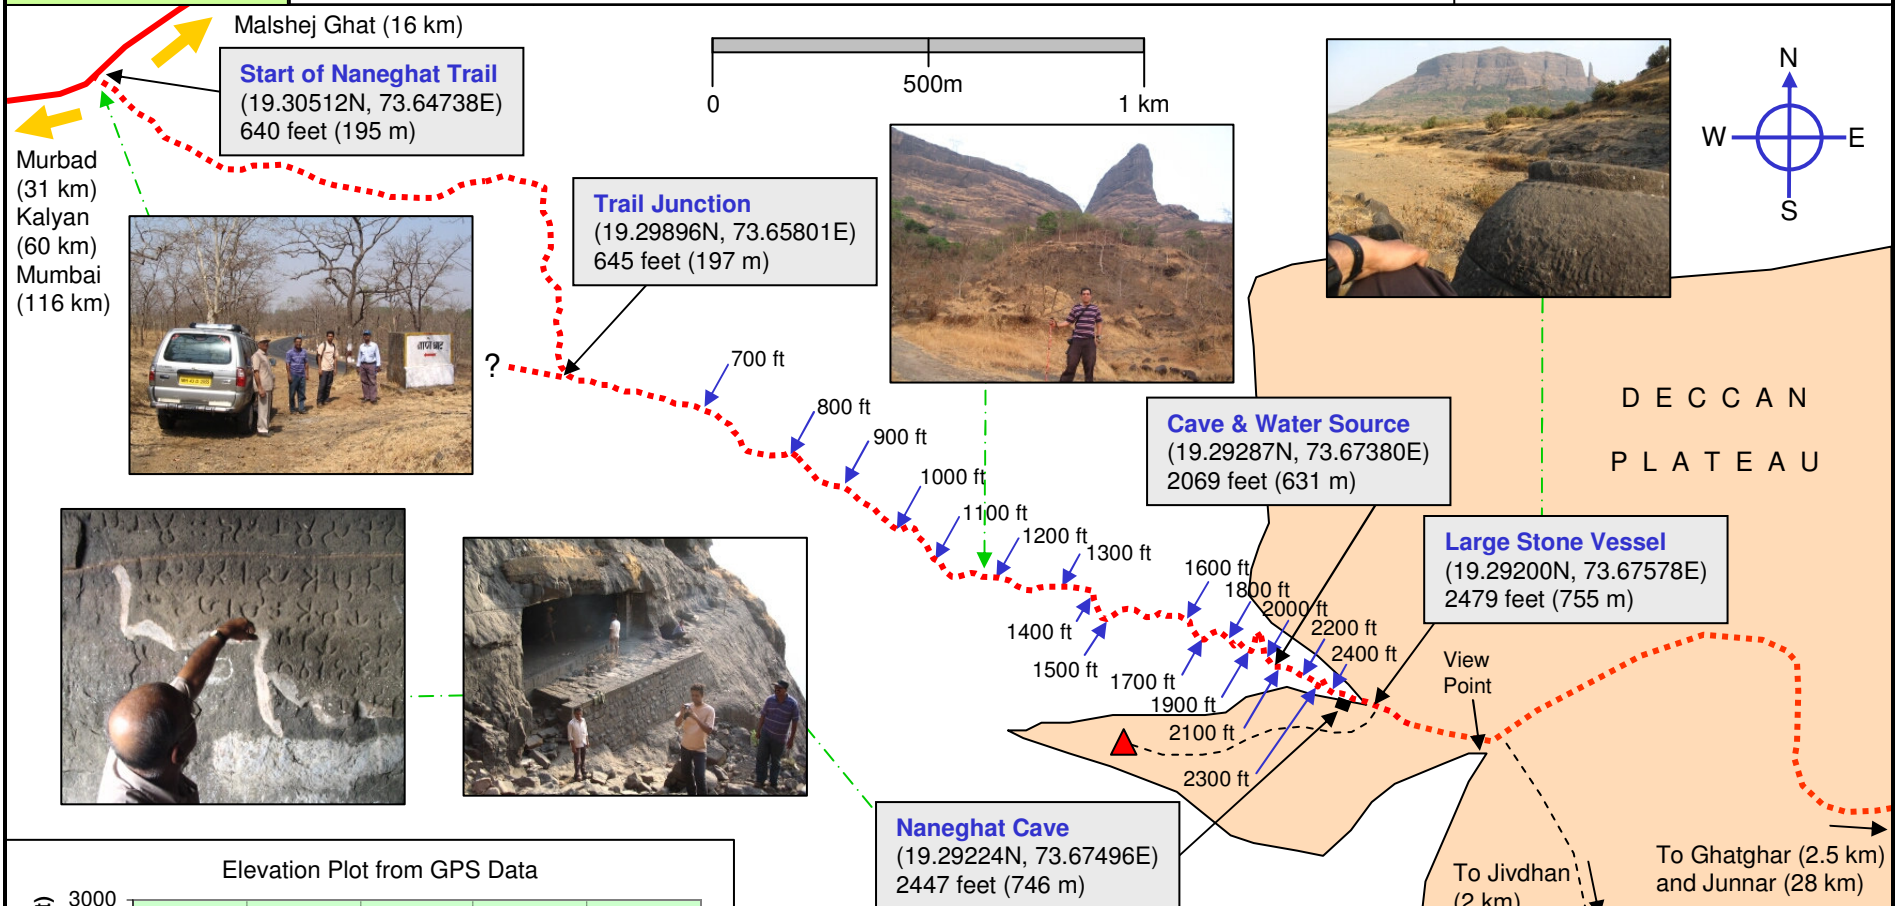 Malshej Ghat (16 km)
Start of Naneghat Trail
(19.30512N, 73.64738E)
640 feet (195 m)
0
500m
1 km
N
W
E
S
Murbad
(31 km)
Kalyan
(60 km)
Mumbai
(116 km)
Trail Junction
(19.29896N, 73.65801E)
645 feet (197 m)
?
700 ft
800 ft
900 ft
1000 ft
1100 ft
1200 ft
1300 ft
1400 ft
1500 ft
1600 ft
1700 ft
1800 ft
1900 ft
2000 ft
2100 ft
2200 ft
2300 ft
2400 ft
DECCAN
PLATEAU
Cave & Water Source
(19.29287N, 73.67380E)
2069 feet (631 m)
Large Stone Vessel
(19.29200N, 73.67578E)
2479 feet (755 m)
View
Point
Naneghat Cave
(19.29224N, 73.67496E)
2447 feet (746 m)
To Jivdhan
(2 km)
To Ghatghar (2.5 km)
and Junnar (28 km)
Elevation Plot from GPS Data
3000